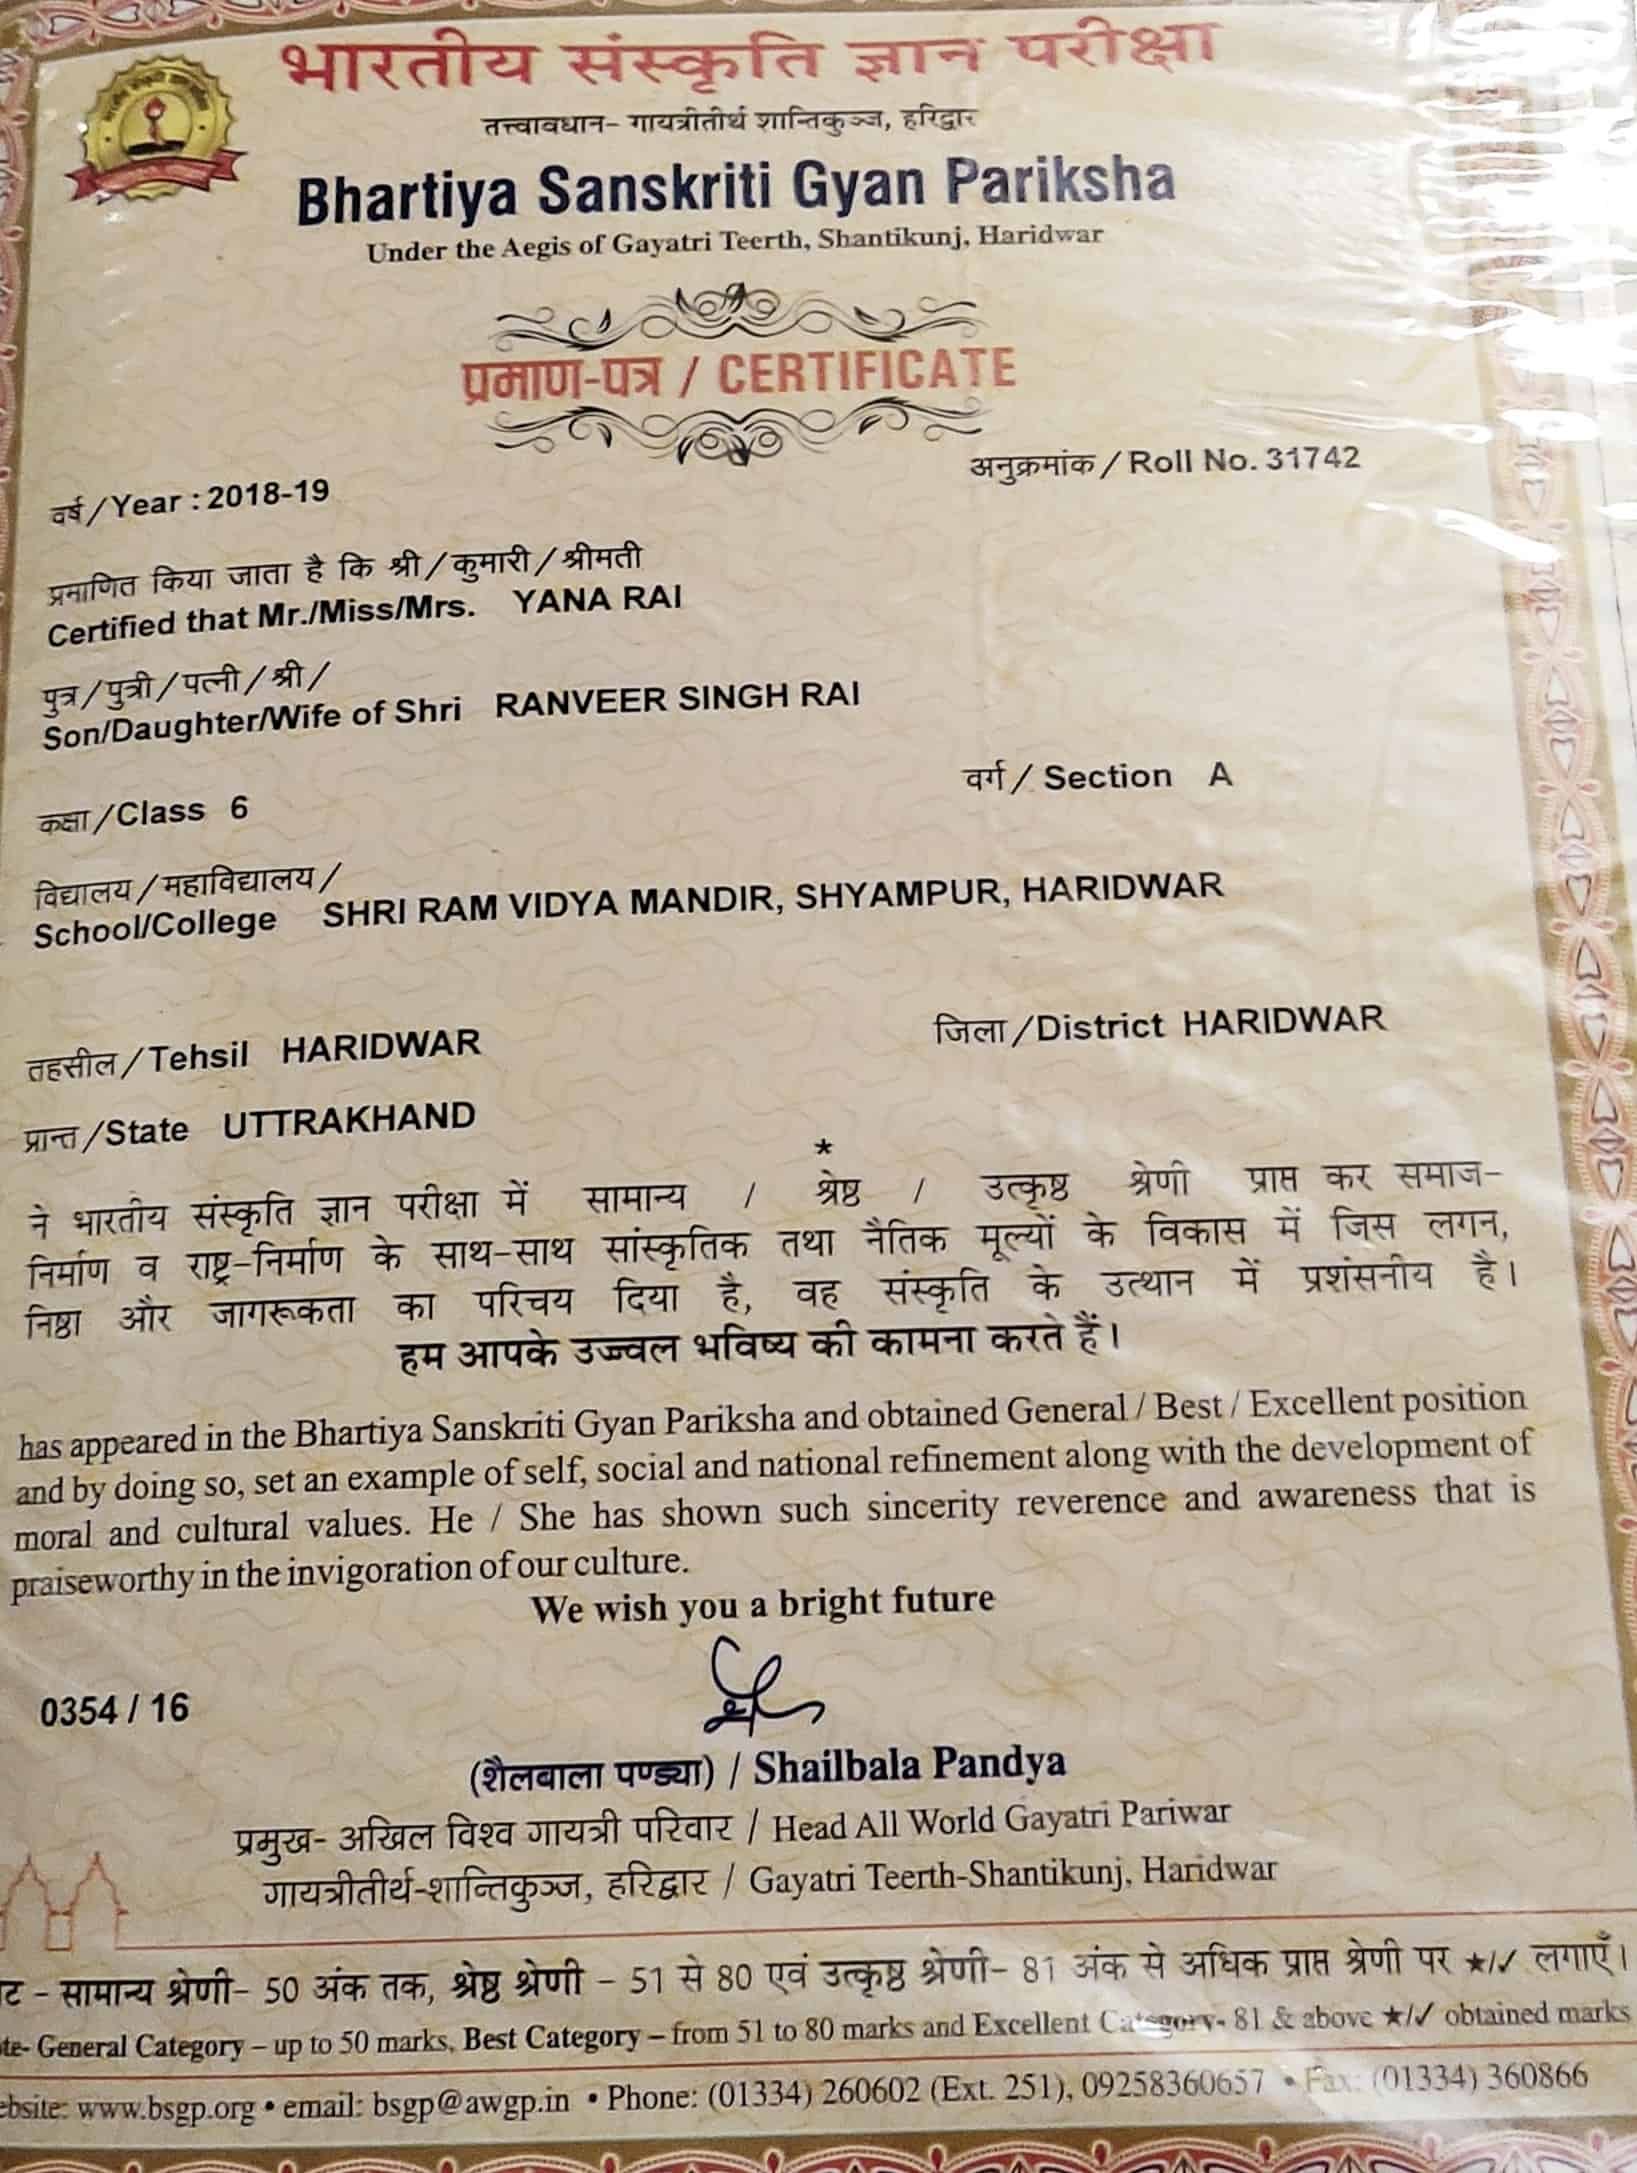 भारतीय संस्कृति ज्ञान परीक्षा
तत्त्वावधान- गायत्रीतीर्थ शान्तिकुञ्ज, हरिद्वार
Bhartiya Sanskriti Gyan Pariksha
Under the Aegis of Gayatri Teerth, Shantikunj, Haridwar
प्रमाण-पत्र / CERTIFICATE
अनुक्रमांक / Roll No. 31742
वर्ष / Year : 2018-19
प्रमाणित किया जाता है कि श्री / कुमारी / श्रीमती
Certified that Mr./Miss/Mrs. YANA RAI
पुत्र / पुत्री / पत्नी / श्री /
Son/Daughter/Wife of Shri RANVEER SINGH RAI
कक्षा / Class 6 वर्ग / Section A
विद्यालय / महाविद्यालय /
School/College SHRI RAM VIDYA MANDIR, SHYAMPUR, HARIDWAR
तहसील / Tehsil HARIDWAR जिला / District HARIDWAR
प्रान्त / State UTTRAKHAND
*
ने भारतीय संस्कृति ज्ञान परीक्षा में सामान्य / श्रेष्ठ / उत्कृष्ठ श्रेणी प्राप्त कर समाज-
निर्माण व राष्ट्र-निर्माण के साथ-साथ सांस्कृतिक तथा नैतिक मूल्यों के विकास में जिस लगन,
निष्ठा और जागरूकता का परिचय दिया है, वह संस्कृति के उत्थान में प्रशंसनीय है।
हम आपके उज्ज्वल भविष्य की कामना करते हैं।
has appeared in the Bhartiya Sanskriti Gyan Pariksha and obtained General / Best / Excellent position
and by doing so, set an example of self, social and national refinement along with the development of
moral and cultural values. He / She has shown such sincerity reverence and awareness that is
praiseworthy in the invigoration of our culture.
We wish you a bright future
0354 / 16
(शैलबाला पण्ड्या) / Shailbala Pandya
प्रमुख- अखिल विश्व गायत्री परिवार / Head All World Gayatri Pariwar
गायत्रीतीर्थ-शान्तिकुञ्ज, हरिद्वार / Gayatri Teerth-Shantikunj, Haridwar
- सामान्य श्रेणी- 50 अंक तक, श्रेष्ठ श्रेणी - 51 से 80 एवं उत्कृष्ठ श्रेणी- 81 अंक से अधिक प्राप्त श्रेणी पर ★/✓ लगाएँ।
General Category – up to 50 marks, Best Category – from 51 to 80 marks and Excellent Category- 81 & above ★/✓ obtained marks
www.bsgp.org • email: bsgp@awgp.in • Phone: (01334) 260602 (Ext. 251), 09258360657 • Fax: (01334) 360866